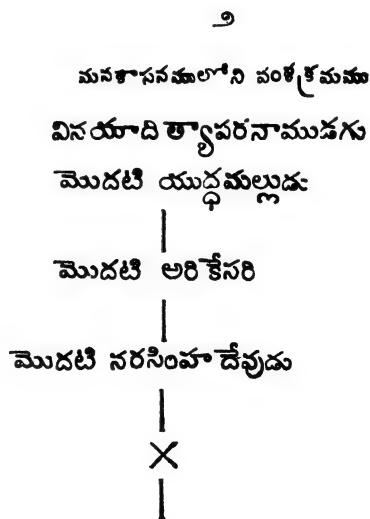 ౨
మనశాసనములోని వంశక్రమము
వినయాది త్యాపరనాముడగు
మొదటి యుద్ధమల్లుడు
మొదటి అరికేసరి
మొదటి నరసింహదేవుడు
×